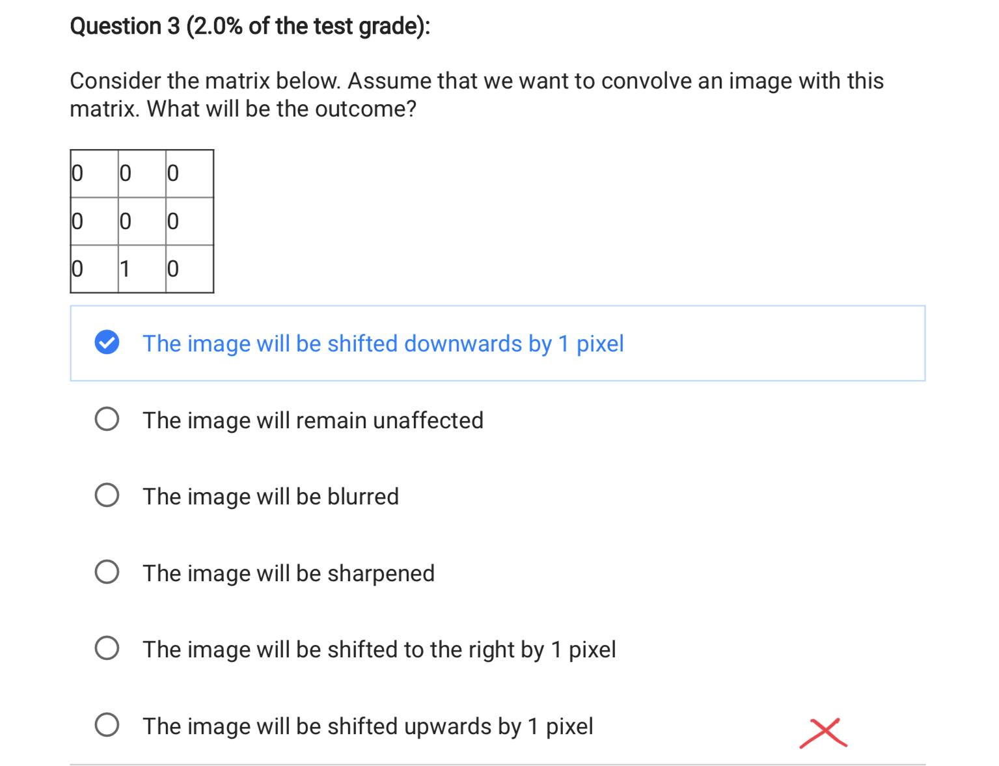 Question 3 (2.0% of the test grade):
Consider the matrix below. Assume that we want to convolve an image with this
matrix. What will be the outcome?
0 0 0
0 0 0
0 1 0
The image will be shifted downwards by 1 pixel
The image will remain unaffected
The image will be blurred
The image will be sharpened
The image will be shifted to the right by 1 pixel
The image will be shifted upwards by 1 pixel